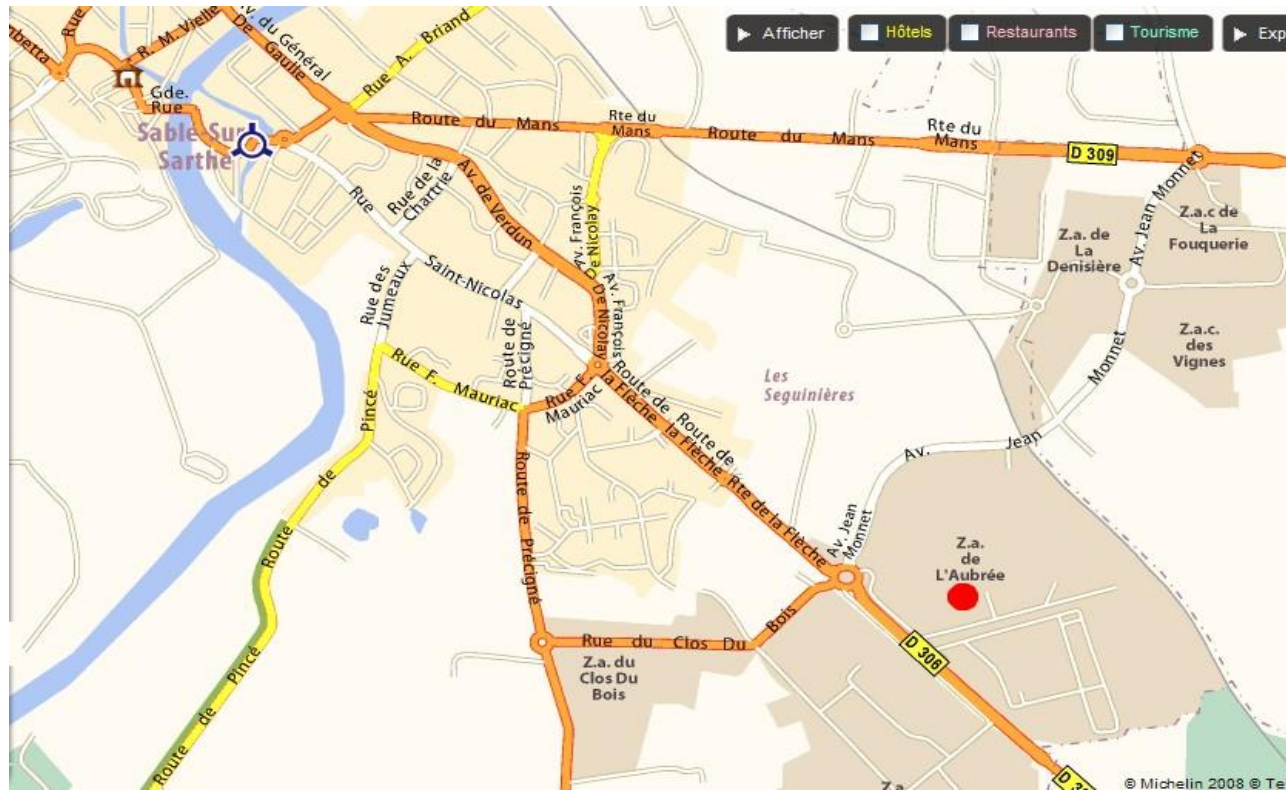 Afficher
Hôtels
Restaurants
Tourisme
Exp
Rue
R. M. Vielle
Av. du Général
De Gaulle
Rue A. Briand
mbetta
Gde.
Rue
Sablé-Sur
Sarthe
Route du Mans
Rte du
Mans
Route du Mans
Rte du
Mans
D 309
Rue
Rue de la
Chartrie
Av. de Verdun
Av. François
De Nicolay
Av. Jean Monnet
Z.a.c de
La
Fouquerie
Z.a. de
La
Denisière
Saint-Nicolas
Rue des
Jumeaux
Av. François
De Nicolay
Route de
Précigné
Z.a.c.
des
Vignes
Monnet
Rue F. Mauriac
Rue F.
Mauriac
Les
Seguinières
Route de
la Flèche
Route de
la Flèche
Rte de la Flèche
Av.
Jean
Av. Jean
Monnet
Route de Pincé
Route de Précigné
Z.a.
de
L'Aubrée
Rue du Clos Du Bois
Z.a. du
Clos Du
Bois
D 306
Route de Pincé
Z.a.
© Michelin 2008 © Te